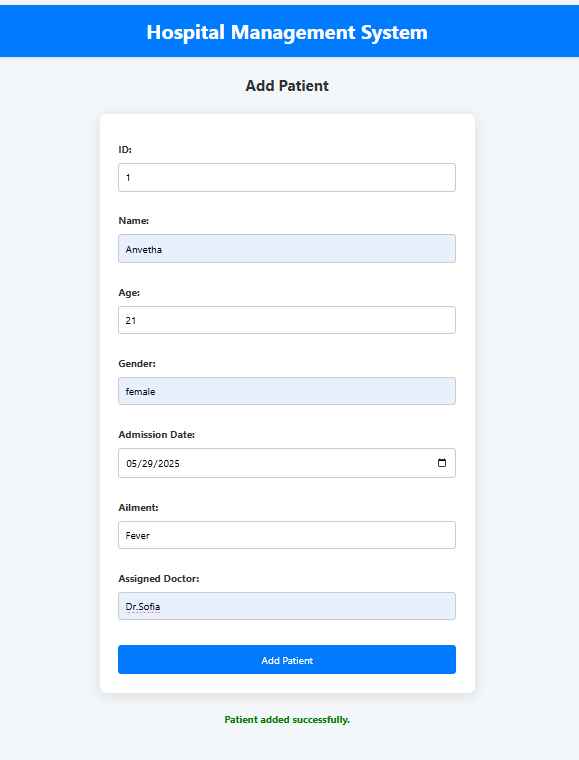 Hospital Management System
Add Patient
ID:
1
Name:
Anvetha
Age:
21
Gender:
female
Admission Date:
05/29/2025
Ailment:
Fever
Assigned Doctor:
Dr.Sofia
Add Patient
Patient added successfully.